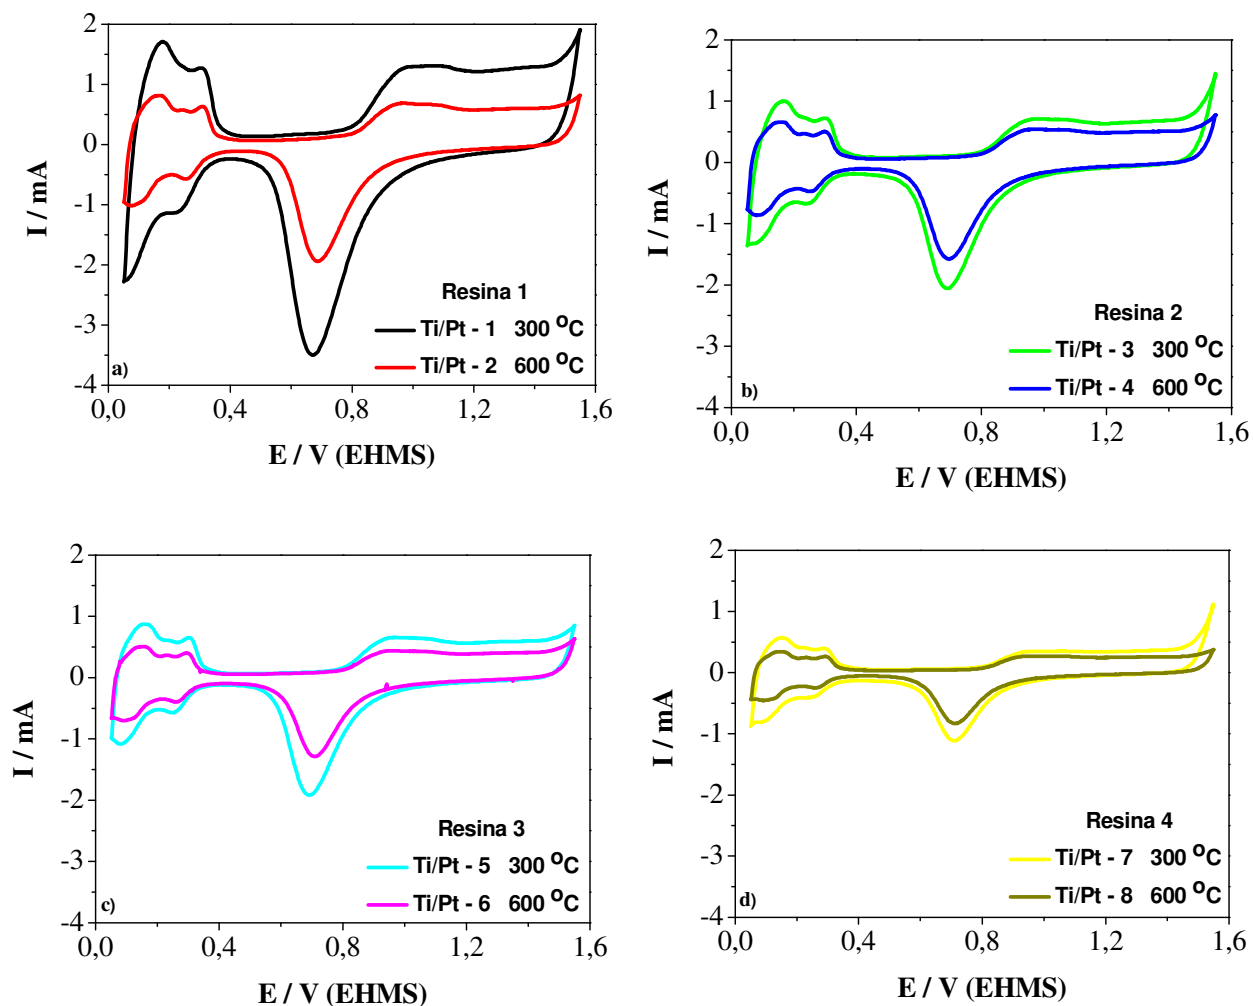 2
1
0
-1
-2
-3
-4
I / mA
Resina 1
Ti/Pt - 1 300 ºC
Ti/Pt - 2 600 ºC
a)
0,0 0,4 0,8 1,2 1,6
E / V (EHMS)
2
1
0
-1
-2
-3
-4
I / mA
Resina 2
Ti/Pt - 3 300 ºC
Ti/Pt - 4 600 ºC
b)
0,0 0,4 0,8 1,2 1,6
E / V (EHMS)
2
1
0
-1
-2
-3
-4
I / mA
Resina 3
Ti/Pt - 5 300 ºC
Ti/Pt - 6 600 ºC
c)
0,0 0,4 0,8 1,2 1,6
E / V (EHMS)
2
1
0
-1
-2
-3
-4
I / mA
Resina 4
Ti/Pt - 7 300 ºC
Ti/Pt - 8 600 ºC
d)
0,0 0,4 0,8 1,2 1,6
E / V (EHMS)